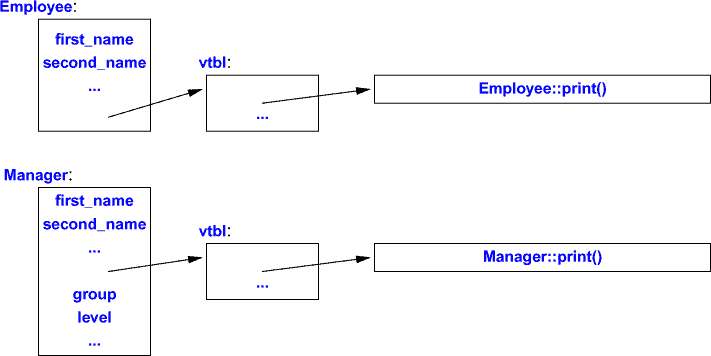 Employee:
first_name
second_name
...
vtbl:
...
Employee::print()
Manager:
first_name
second_name
...
group
level
...
vtbl:
...
Manager::print()